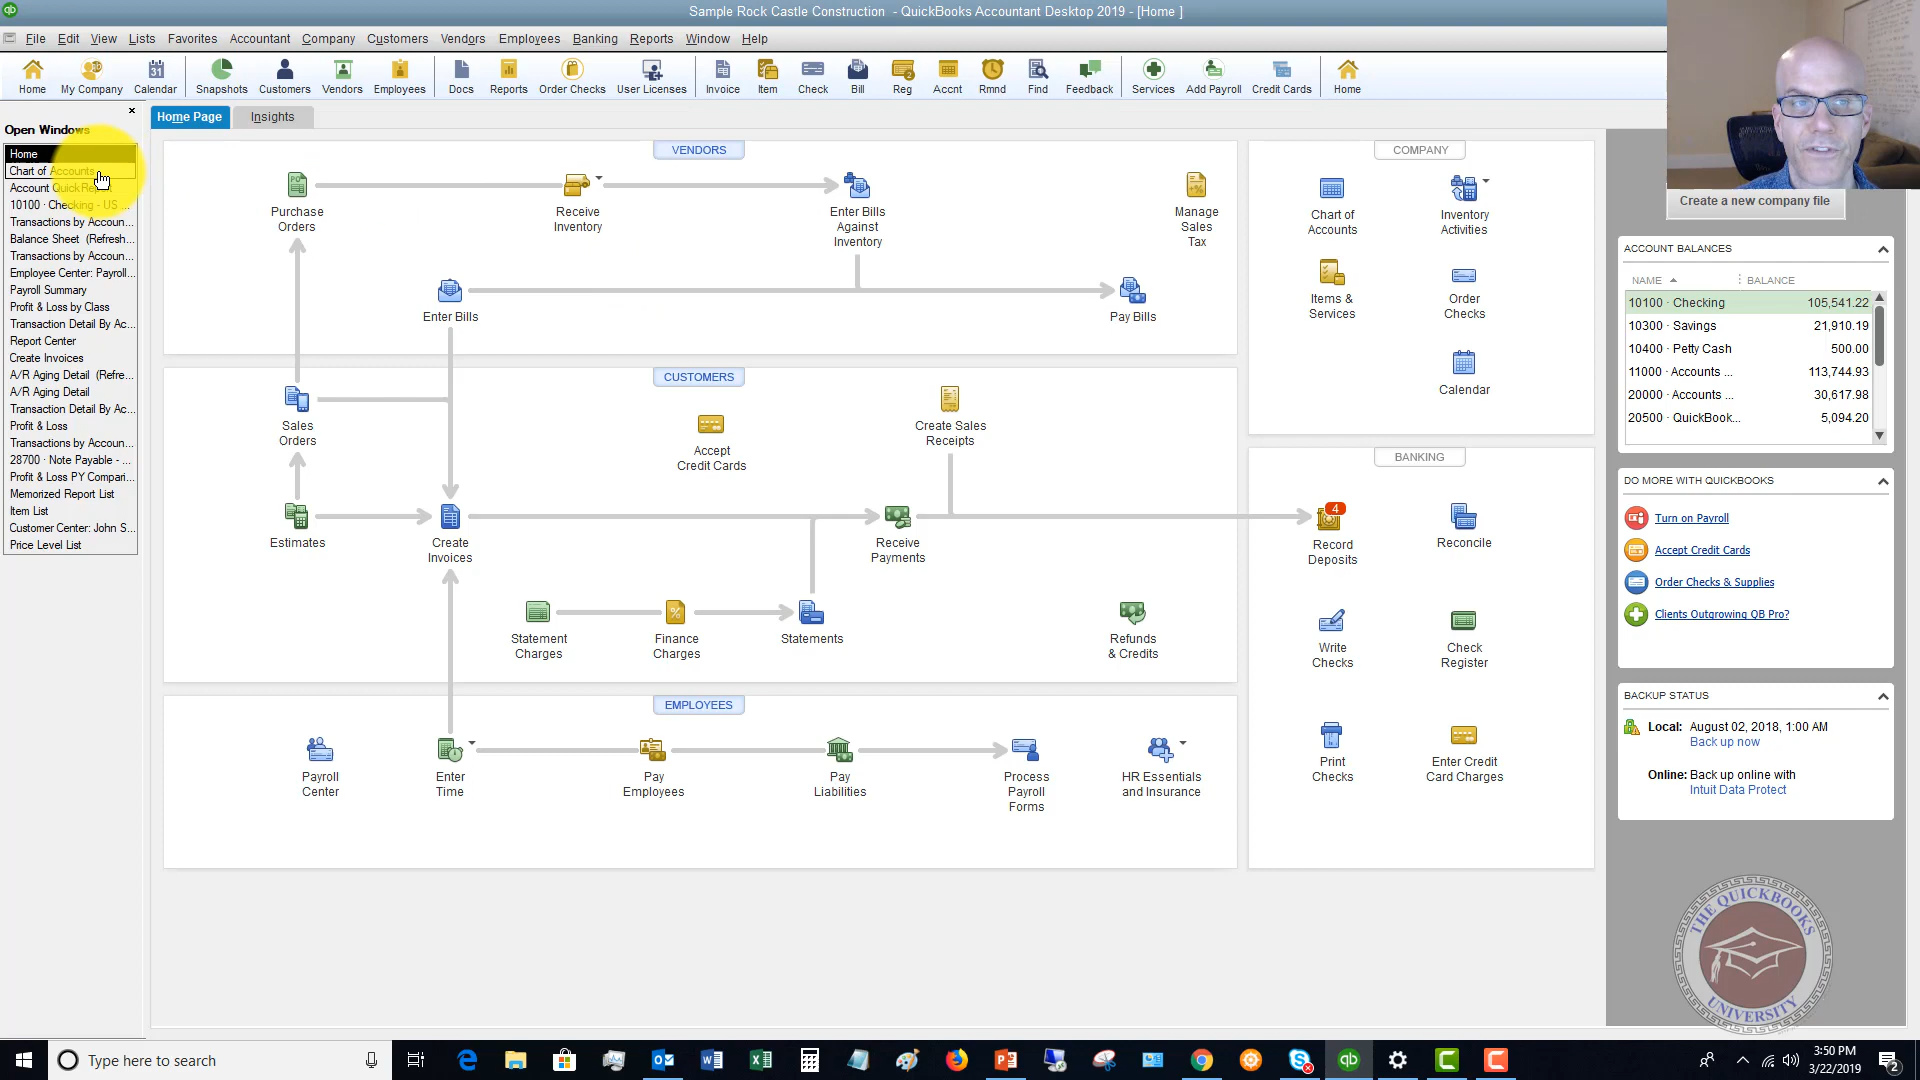 Sample Rock Castle Construction - QuickBooks Accountant Desktop 2019 - [Home ]
File Edit View Lists Favorites Accountant Company Customers Vendors Employees Banking Reports Window Help
Home My Company Calendar Snapshots Customers Vendors Employees Docs Reports Order Checks User Licenses Invoice Item Check Bill Reg Accnt Rmnd Find Feedback Services Add Payroll Credit Cards Home
Open Windows
Home
Chart of Accounts
Account QuickReport
10100 · Checking - US ...
Transactions by Accoun...
Balance Sheet (Refresh...
Transactions by Accoun...
Employee Center: Payroll...
Payroll Summary
Profit & Loss by Class
Transaction Detail By Ac...
Report Center
Create Invoices
A/R Aging Detail (Refre...
A/R Aging Detail
Transaction Detail By Ac...
Profit & Loss
Transactions by Accoun...
28700 · Note Payable - ...
Profit & Loss PY Compari...
Memorized Report List
Item List
Customer Center: John S...
Price Level List
Home Page Insights
VENDORS
Purchase
Orders
Receive
Inventory
Enter Bills
Against
Inventory
Manage
Sales
Tax
Enter Bills
Pay Bills
CUSTOMERS
Sales
Orders
Accept
Credit Cards
Create Sales
Receipts
Estimates
Create
Invoices
Receive
Payments
Statement
Charges
Finance
Charges
Statements
Refunds
& Credits
EMPLOYEES
Payroll
Center
Enter
Time
Pay
Employees
Pay
Liabilities
Process
Payroll
Forms
HR Essentials
and Insurance
COMPANY
Chart of
Accounts
Inventory
Activities
Items &
Services
Order
Checks
Calendar
BANKING
4
Record
Deposits
Reconcile
Write
Checks
Check
Register
Print
Checks
Enter Credit
Card Charges
Create a new company file
ACCOUNT BALANCES
NAME BALANCE
10100 · Checking 105,541.22
10300 · Savings 21,910.19
10400 · Petty Cash 500.00
11000 · Accounts ... 113,744.93
20000 · Accounts ... 30,617.98
20500 · QuickBook... 5,094.20
DO MORE WITH QUICKBOOKS
Turn on Payroll
Accept Credit Cards
Order Checks & Supplies
Clients Outgrowing QB Pro?
BACKUP STATUS
Local: August 02, 2018, 1:00 AM
Back up now
Online: Back up online with
Intuit Data Protect
THE QUICKBOOKS
UNIVERSITY
Type here to search
3:50 PM
3/22/2019
2